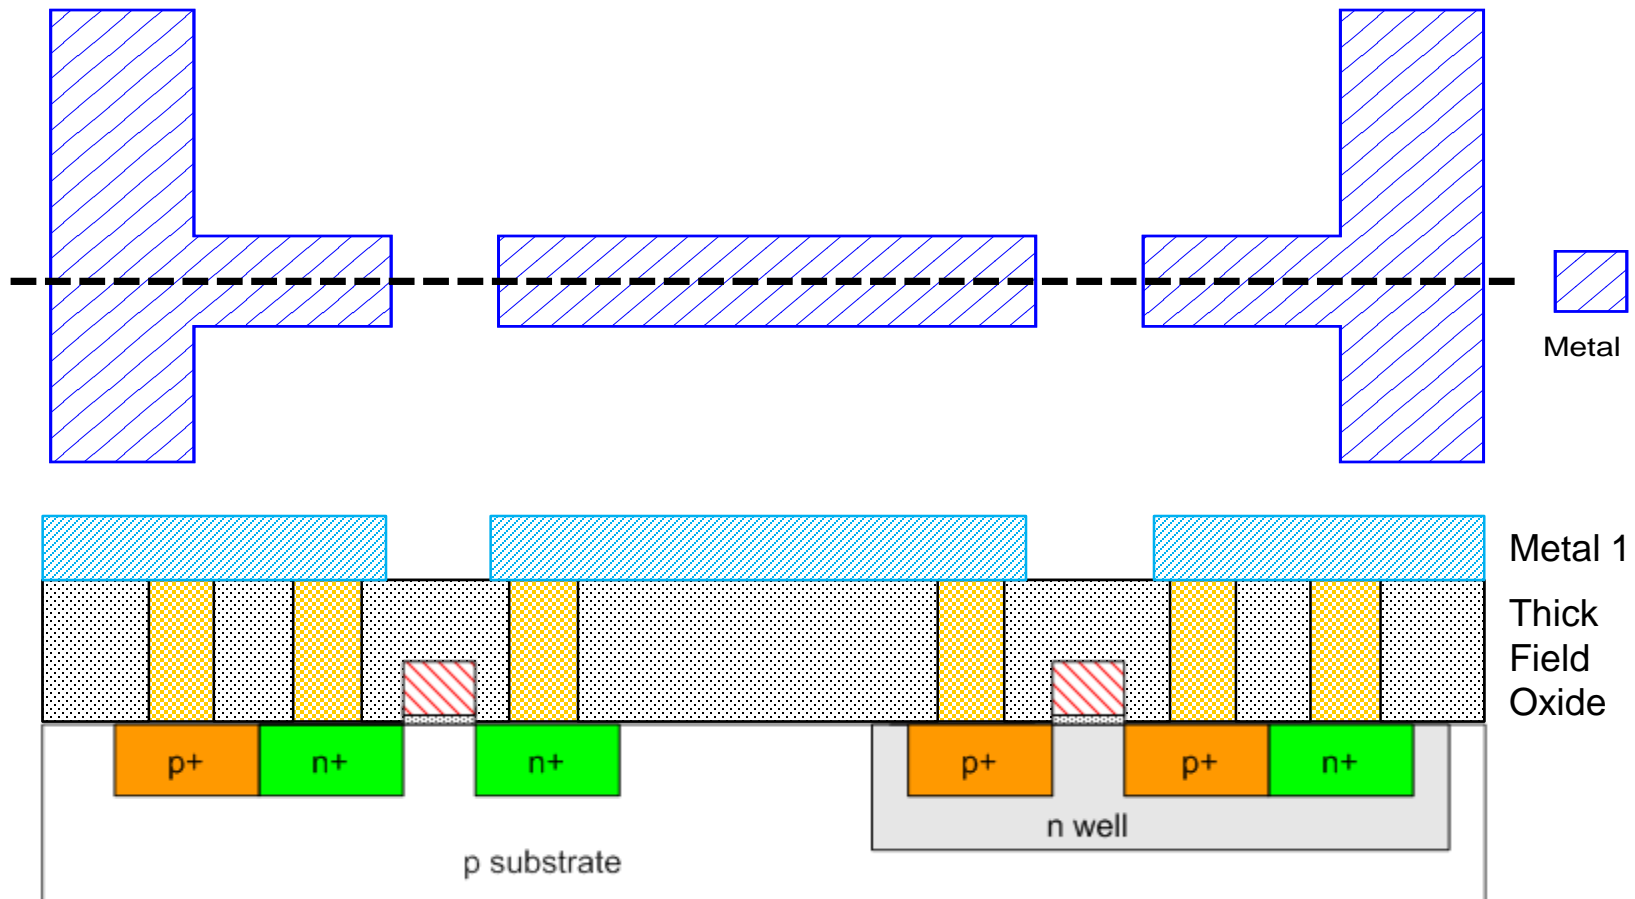 Metal
Metal 1
Thick
Field
Oxide
p+
n+
n+
p+
p+
n+
n well
p substrate